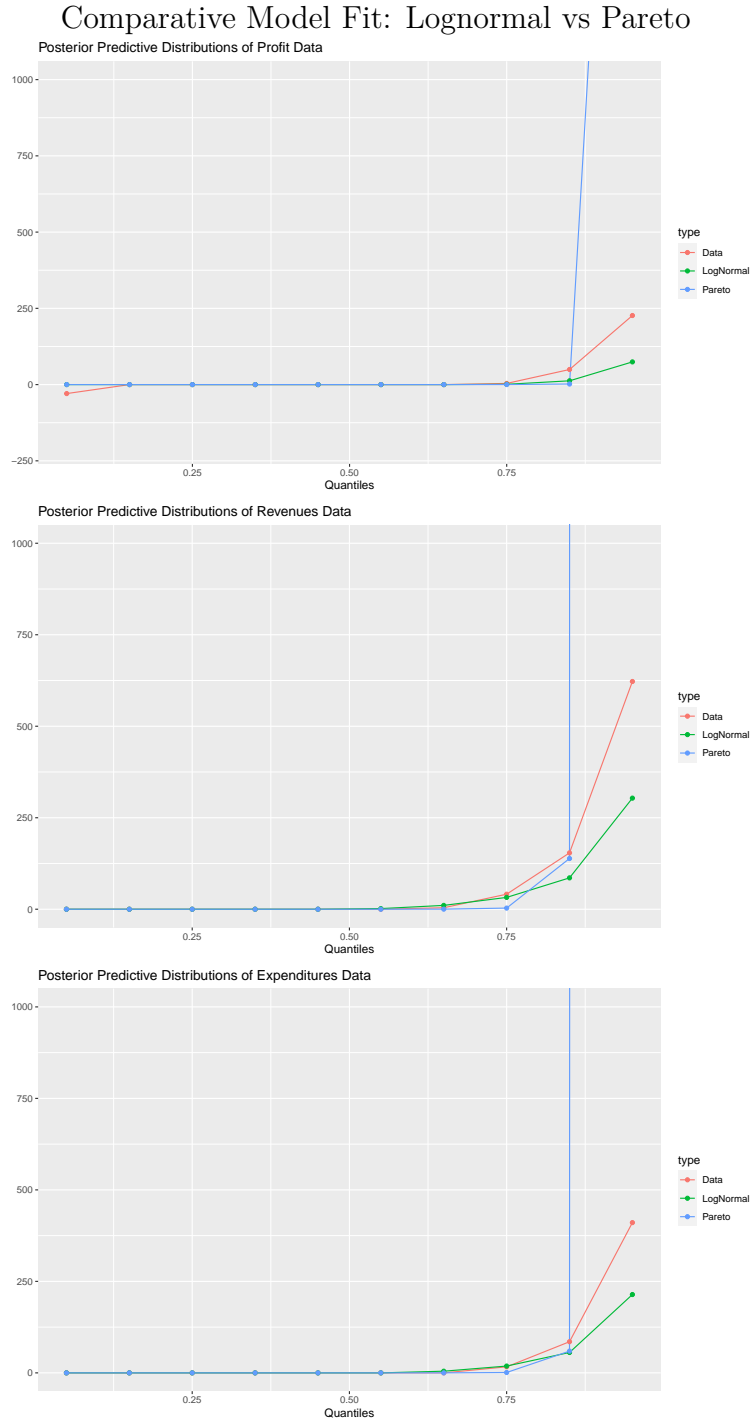 Comparative Model Fit: Lognormal vs Pareto
Posterior Predictive Distributions of Profit Data
1000
750
500
250
0
−250
0.25
0.50
0.75
Quantiles
type
Data
LogNormal
Pareto
Posterior Predictive Distributions of Revenues Data
1000
750
500
250
0
0.25
0.50
0.75
Quantiles
type
Data
LogNormal
Pareto
Posterior Predictive Distributions of Expenditures Data
1000
750
500
250
0
0.25
0.50
0.75
Quantiles
type
Data
LogNormal
Pareto